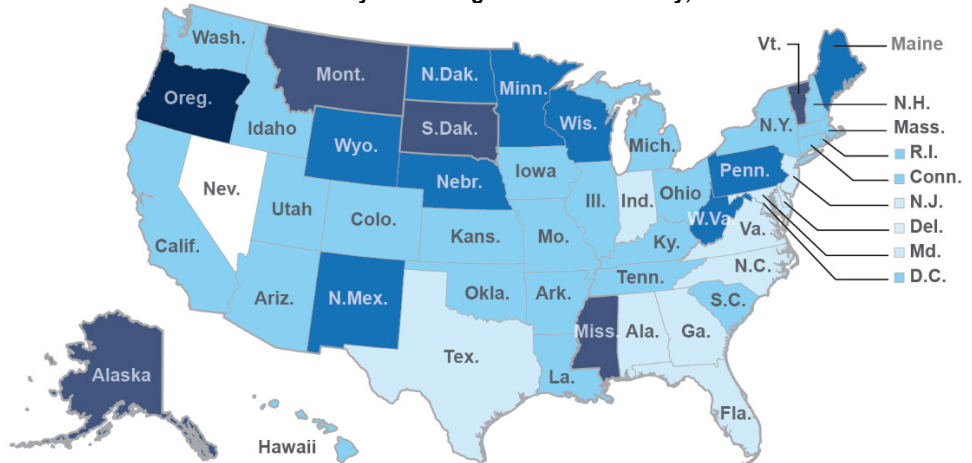 Wash.
Vt.
Maine
Mont.
N.Dak.
Minn.
Oreg.
N.H.
Idaho
S.Dak.
Wis.
N.Y.
Mass.
Wyo.
Mich.
R.I.
Nebr.
Iowa
Penn.
Conn.
Nev.
Utah
Colo.
Ill.
Ind.
Ohio
W.Va.
N.J.
Calif.
Kans.
Mo.
Ky.
Va.
Del.
Md.
Ariz.
N.Mex.
Okla.
Ark.
Tenn.
N.C.
D.C.
S.C.
Tex.
La.
Miss.
Ala.
Ga.
Alaska
Hawaii
Fla.